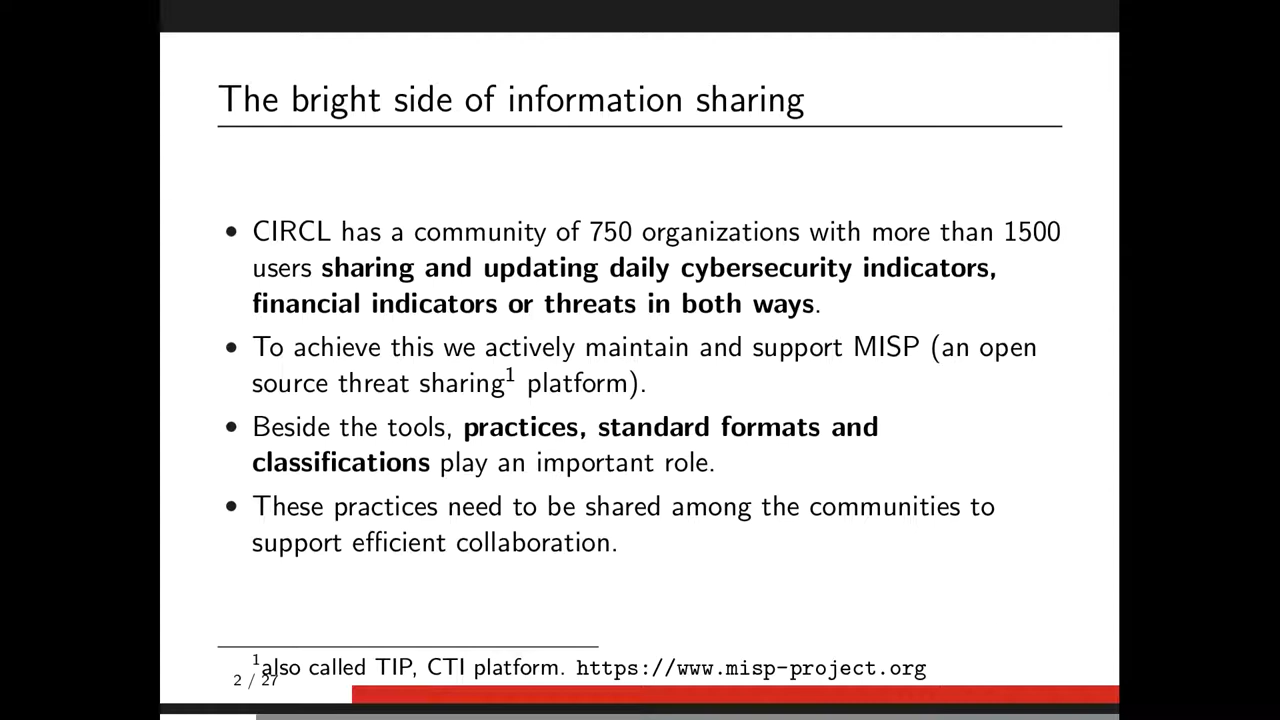 The bright side of information sharing
• CIRCL has a community of 750 organizations with more than 1500
users sharing and updating daily cybersecurity indicators,
financial indicators or threats in both ways.
• To achieve this we actively maintain and support MISP (an open
source threat sharing¹ platform).
• Beside the tools, practices, standard formats and
classifications play an important role.
• These practices need to be shared among the communities to
support efficient collaboration.
¹also called TIP, CTI platform. https://www.misp-project.org
2 / 27